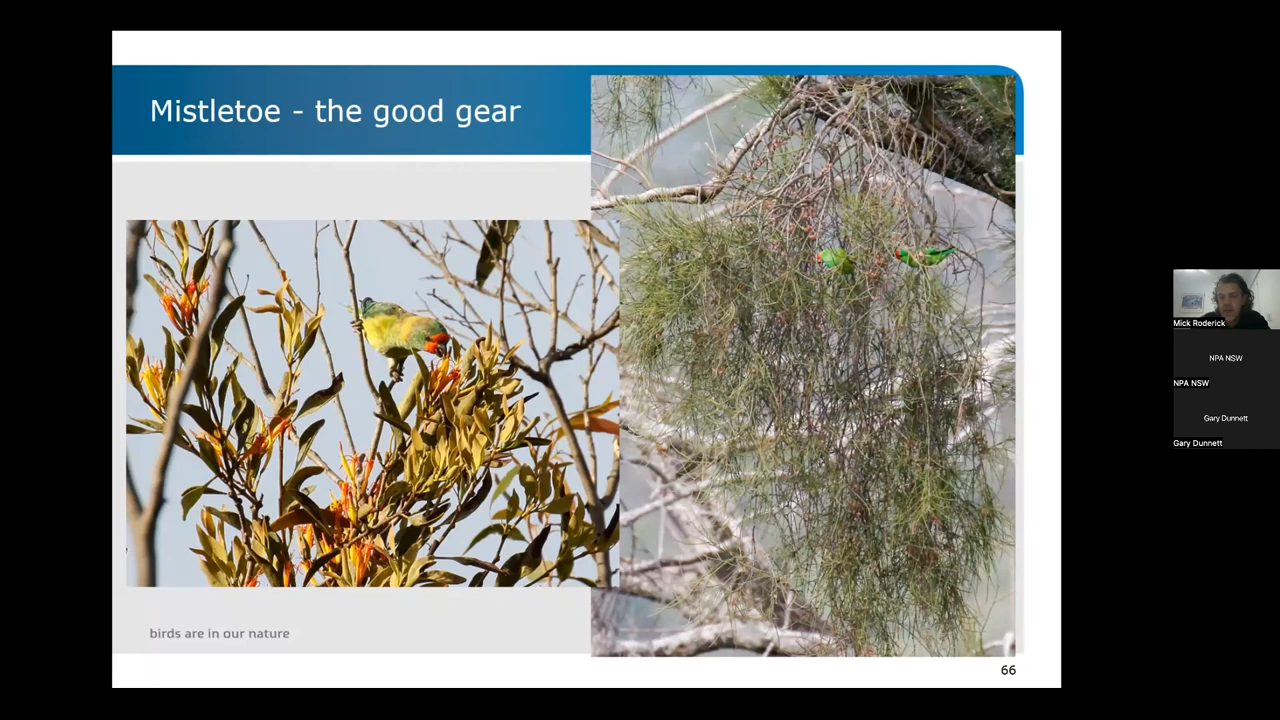 Mistletoe - the good gear
birds are in our nature
66
Mick Roderick
NPA NSW
NPA NSW
Gary Dunnett
Gary Dunnett